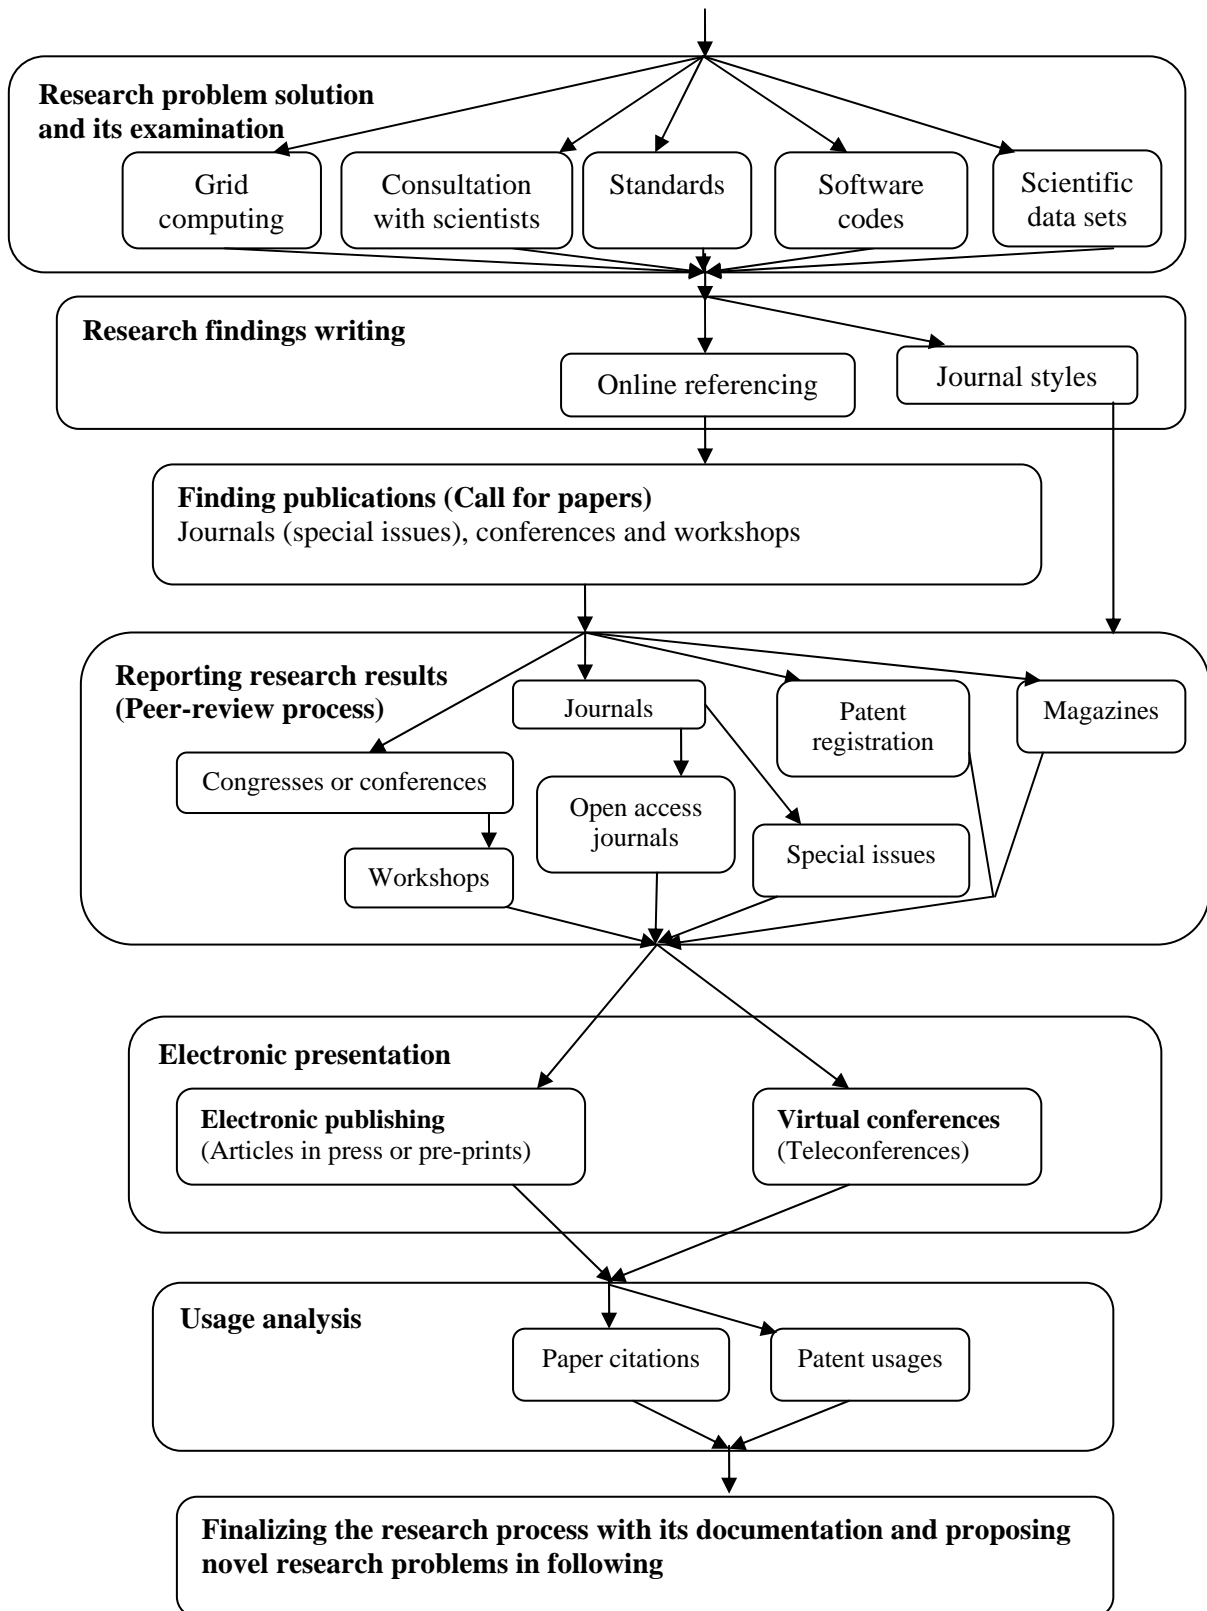 Research problem solution
and its examination
Grid
computing
Consultation
with scientists
Standards
Software
codes
Scientific
data sets
Research findings writing
Online referencing
Journal styles
Finding publications (Call for papers)
Journals (special issues), conferences and workshops
Reporting research results
(Peer-review process)
Journals
Patent
registration
Magazines
Congresses or conferences
Open access
journals
Special issues
Workshops
Electronic presentation
Electronic publishing
(Articles in press or pre-prints)
Virtual conferences
(Teleconferences)
Usage analysis
Paper citations
Patent usages
Finalizing the research process with its documentation and proposing
novel research problems in following